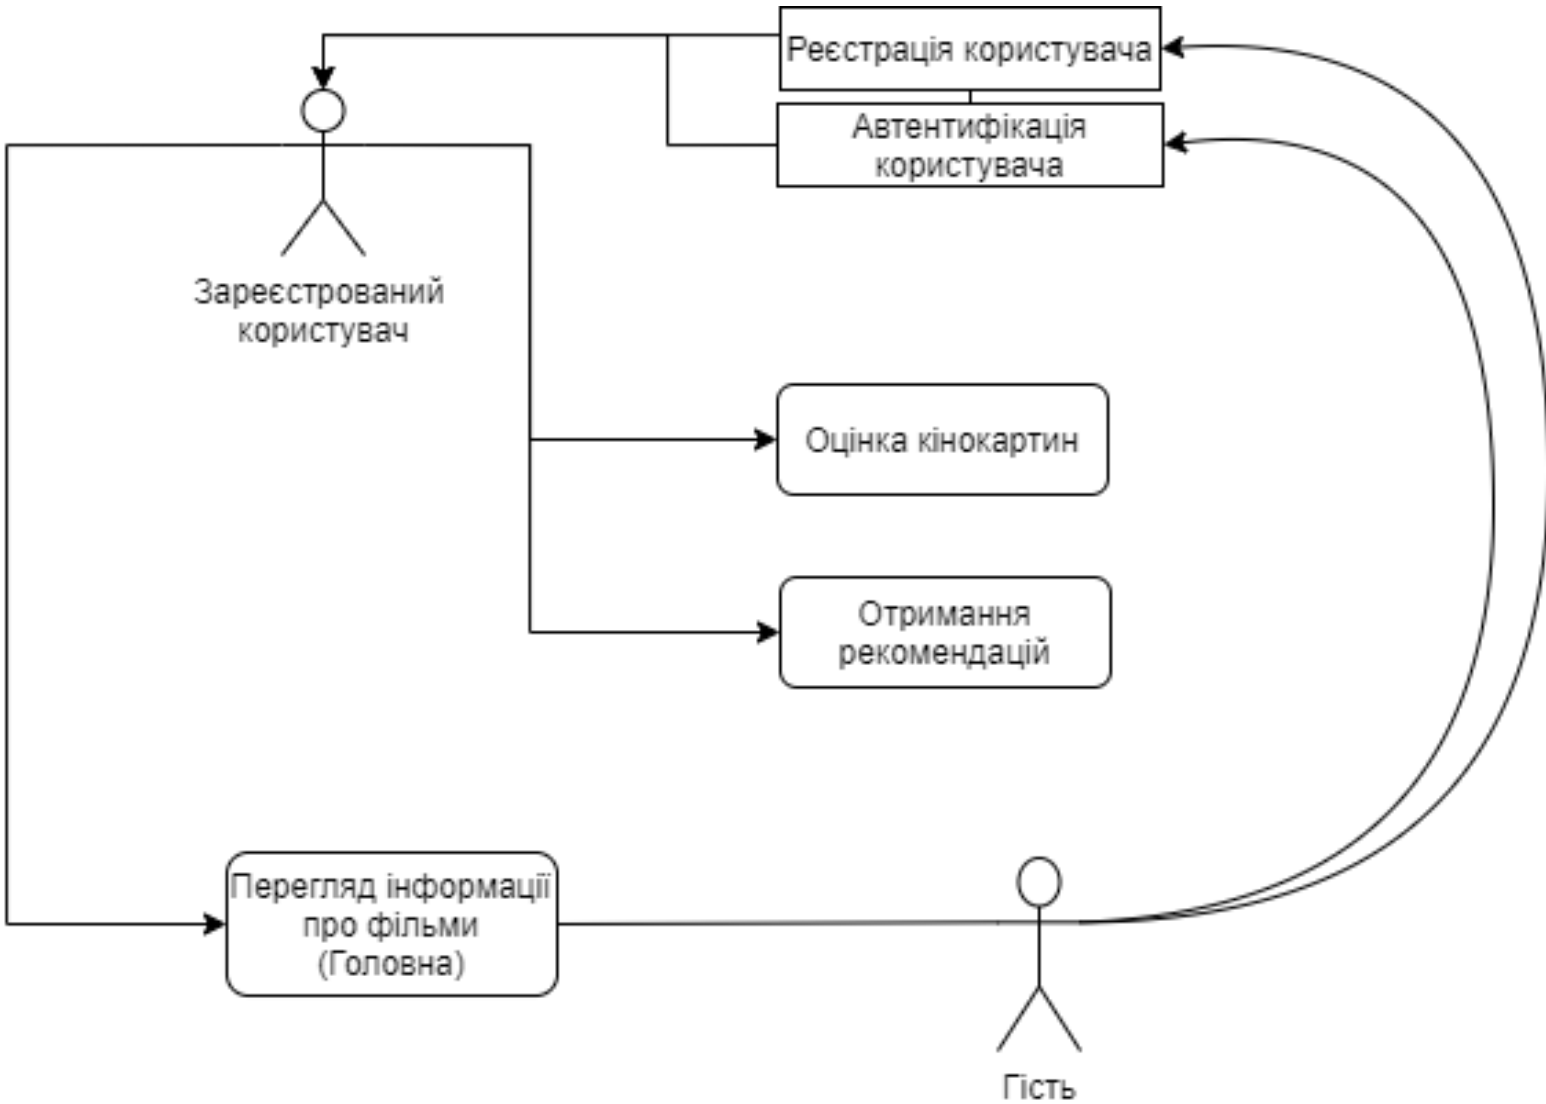 Реєстрація користувача
Автентифікація
користувача
Зареєстрований
користувач
Оцінка кінокартин
Отримання
рекомендацій
Перегляд інформації
про фільми
(Головна)
Гість